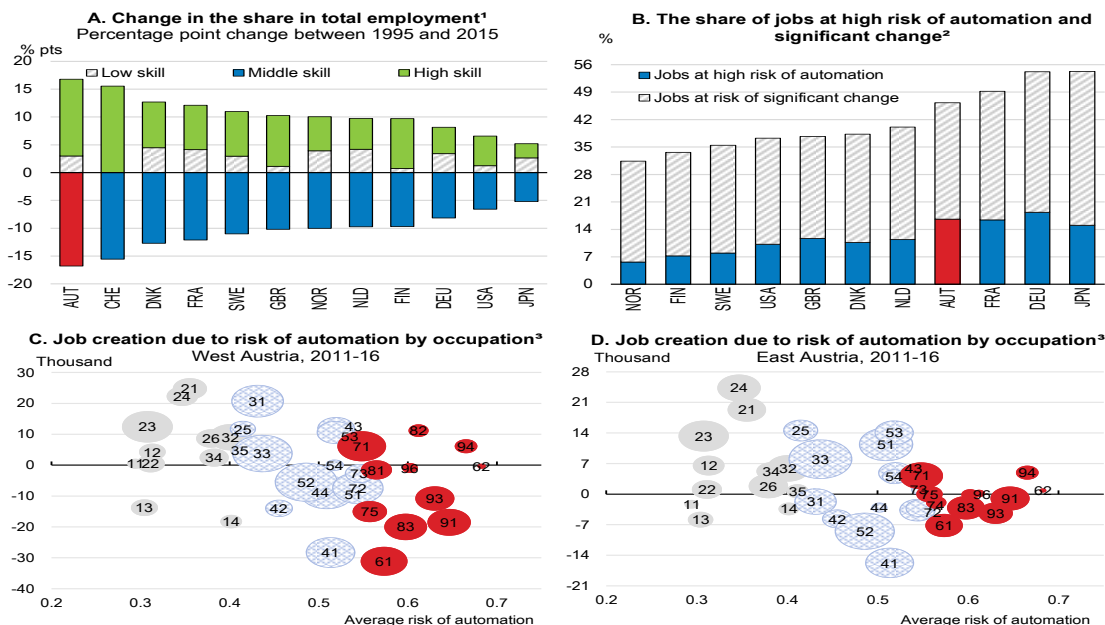 A. Change in the share in total employment¹
Percentage point change between 1995 and 2015
% pts
20
15
10
5
0
-5
-10
-15
-20
Low skill
Middle skill
High skill
AUT
CHE
DNK
FRA
SWE
GBR
NOR
NLD
FIN
DEU
USA
JPN
B. The share of jobs at high risk of automation and
significant change²
%
56
49
42
35
28
21
14
7
0
Jobs at high risk of automation
Jobs at risk of significant change
NOR
FIN
SWE
USA
GBR
DNK
NLD
AUT
FRA
DEU
JPN
C. Job creation due to risk of automation by occupation³
West Austria, 2011-16
Thousand
30
20
10
0
-10
-20
-30
-40
21
24
31
23
26
32
25
43
53
82
12
34
35
33
71
94
11
22
54
81
96
62
52
44
73
72
51
13
42
75
93
14
83
91
41
61
0.2
0.3
0.4
0.5
0.6
0.7
Average risk of automation
D. Job creation due to risk of automation by occupation³
East Austria, 2011-16
Thousand
28
21
14
7
0
-7
-14
-21
24
21
23
25
53
51
12
34
32
33
43
71
54
94
22
26
35
73
75
96
62
91
11
13
14
31
44
74
72
83
93
42
61
52
41
0.2
0.3
0.4
0.5
0.6
0.7
Average risk of automation